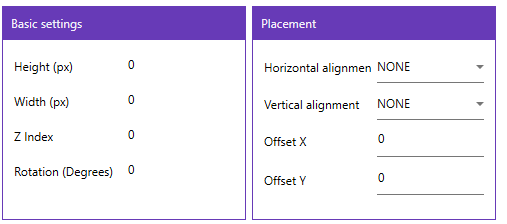 Basic settings
Height (px) 0
Width (px) 0
Z Index 0
Rotation (Degrees) 0
Placement
Horizontal alignmen NONE
Vertical alignment NONE
Offset X 0
Offset Y 0